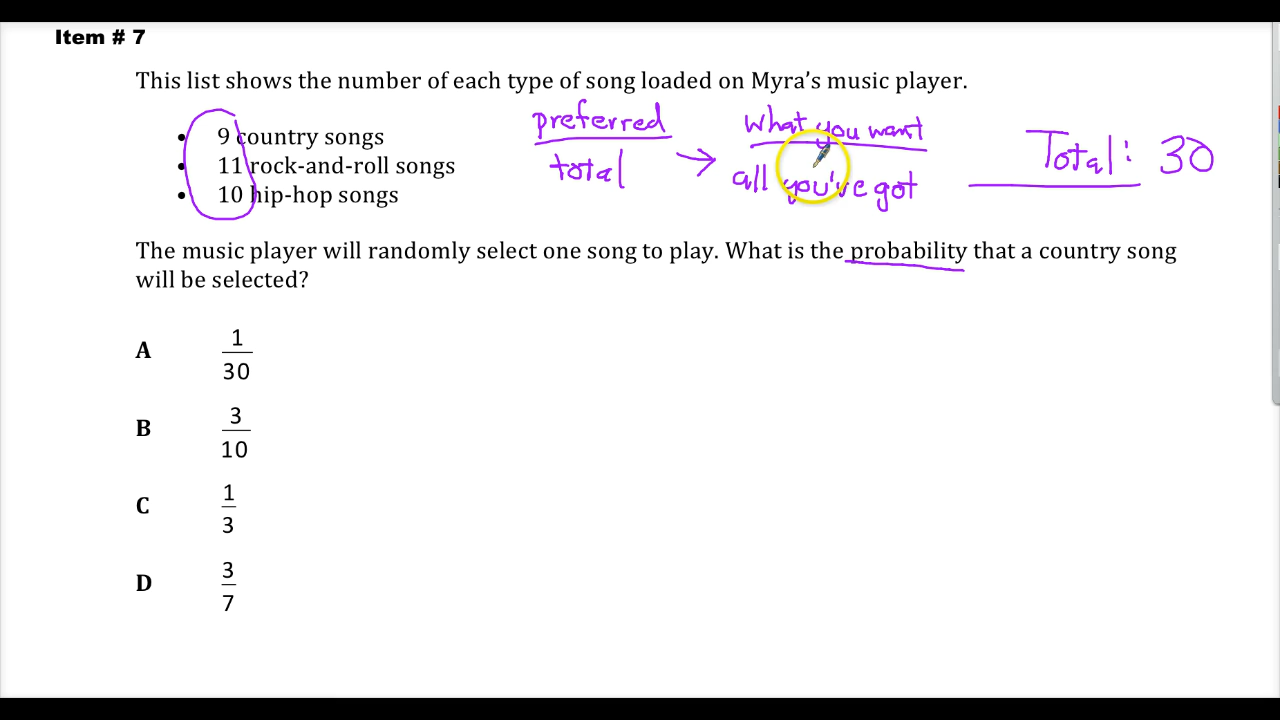 Item # 7
This list shows the number of each type of song loaded on Myra's music player.
• 9 country songs
• 11 rock-and-roll songs
• 10 hip-hop songs
preferred
total
what you want
all you've got
Total: 30
The music player will randomly select one song to play. What is the probability that a country song
will be selected?
A 1/30
B 3/10
C 1/3
D 3/7